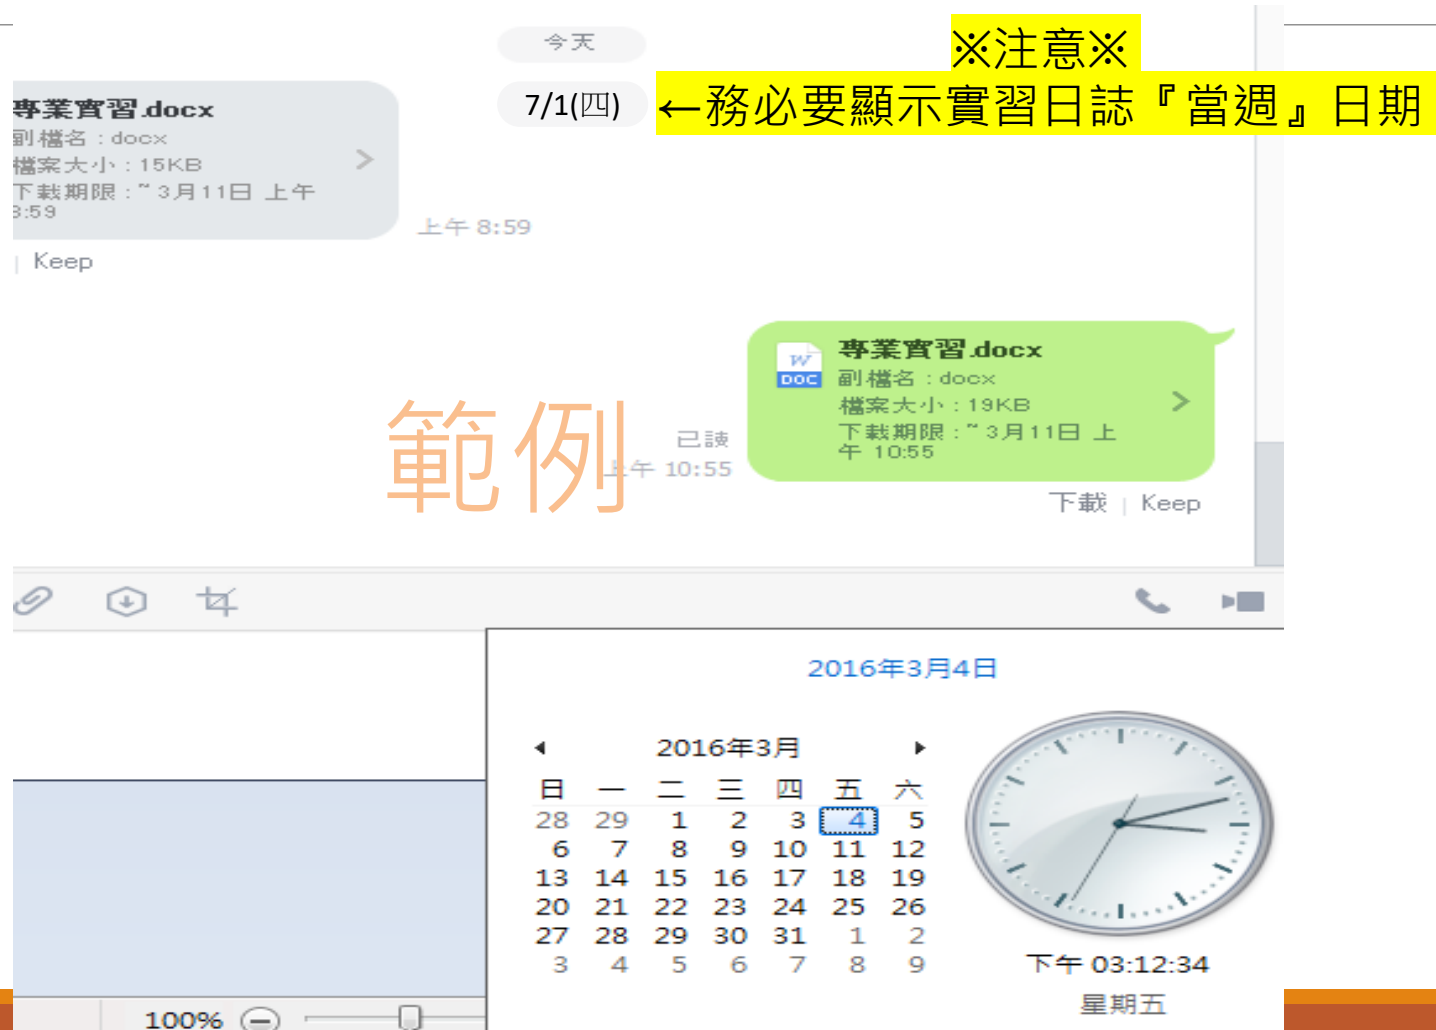 今天
※注意※
7/1(四)
←務必要顯示實習日誌『當週』日期
專業實習.docx
副檔名：docx
檔案大小：15KB
下載期限：~3月11日 上午
8:59
上午 8:59
| Keep
專業實習.docx
W
DOC
副檔名：docx
檔案大小：19KB
下載期限：~3月11日 上
午 10:55
範例
已讀
上午 10:55
下載 | Keep
2016年3月4日
2016年3月
日 一 二 三 四 五 六
28 29 1 2 3 4 5
6 7 8 9 10 11 12
13 14 15 16 17 18 19
20 21 22 23 24 25 26
27 28 29 30 31 1 2
3 4 5 6 7 8 9
下午 03:12:34
星期五
100%